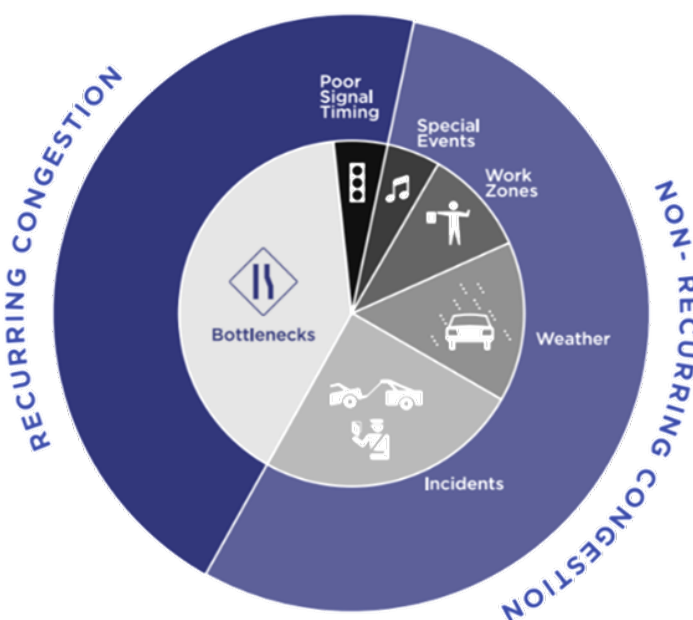 RECURRING CONGESTION
Poor
Signal
Timing
Special
Events
Work
Zones
Bottlenecks
Weather
Incidents
NON- RECURRING CONGESTION